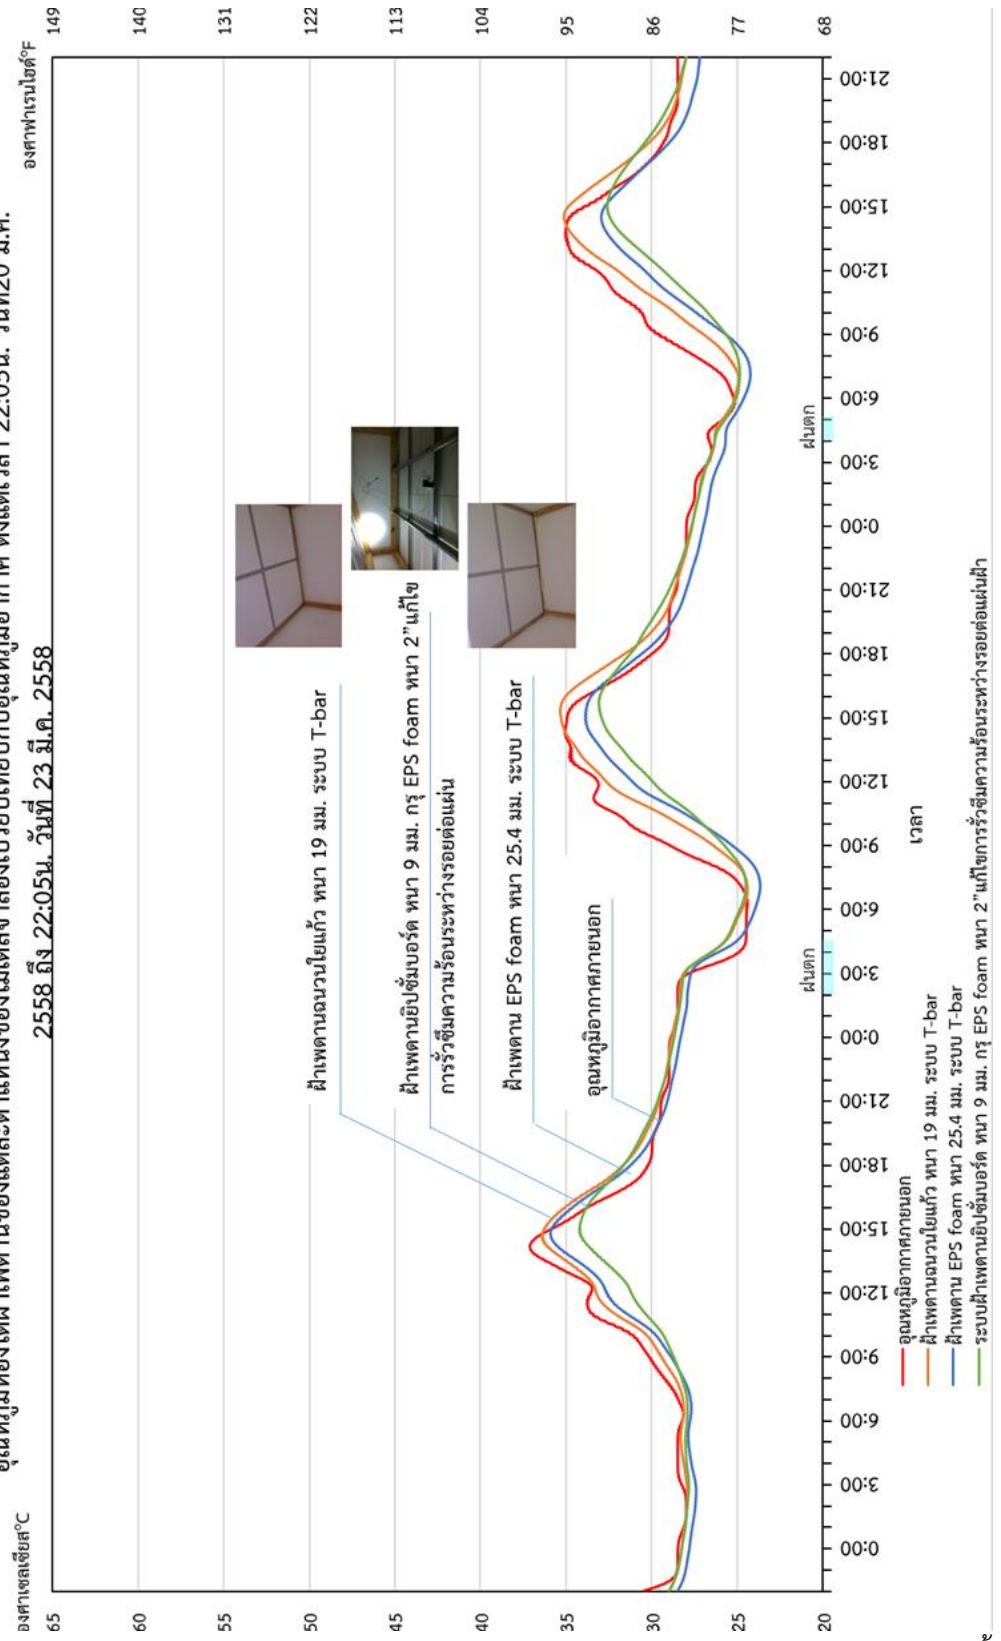 2558 ถึง 22:05น. วันที่ 23 มี.ค. 2558
องศาเซลเซียส°C
องศาฟาเรนไฮต์°F
65
60
55
50
45
40
35
30
25
20
149
140
131
122
113
104
95
86
77
68
ฝ้าเพดานฉนวนใยแก้ว หนา 19 มม. ระบบ T-bar
ฝ้าเพดานยิปซั่มบอร์ด หนา 9 มม. กรุ EPS foam หนา 2"แก้ไข
การรั่วซึมความร้อนระหว่างรอยต่อแผ่น
ฝ้าเพดาน EPS foam หนา 25.4 มม. ระบบ T-bar
อุณหภูมิอากาศภายนอก
ฝนตก
ฝนตก
0:00
3:00
6:00
9:00
12:00
15:00
18:00
21:00
0:00
3:00
6:00
9:00
12:00
15:00
18:00
21:00
0:00
3:00
6:00
9:00
12:00
15:00
18:00
21:00
เวลา
อุณหภูมิอากาศภายนอก
ฝ้าเพดานฉนวนใยแก้ว หนา 19 มม. ระบบ T-bar
ฝ้าเพดาน EPS foam หนา 25.4 มม. ระบบ T-bar
ระบบฝ้าเพดานยิปซั่มบอร์ด หนา 9 มม. กรุ EPS foam หนา 2"แก้ไขการรั่วซึมความร้อนระหว่างรอยต่อแผ่นฝ้า